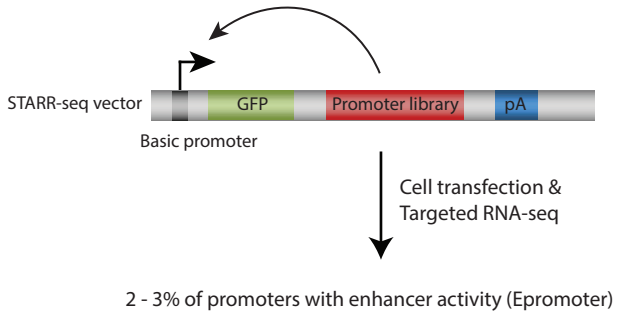 STARR-seq vector
GFP
Promoter library
pA
Basic promoter
Cell transfection &
Targeted RNA-seq
2 - 3% of promoters with enhancer activity (Epromoter)